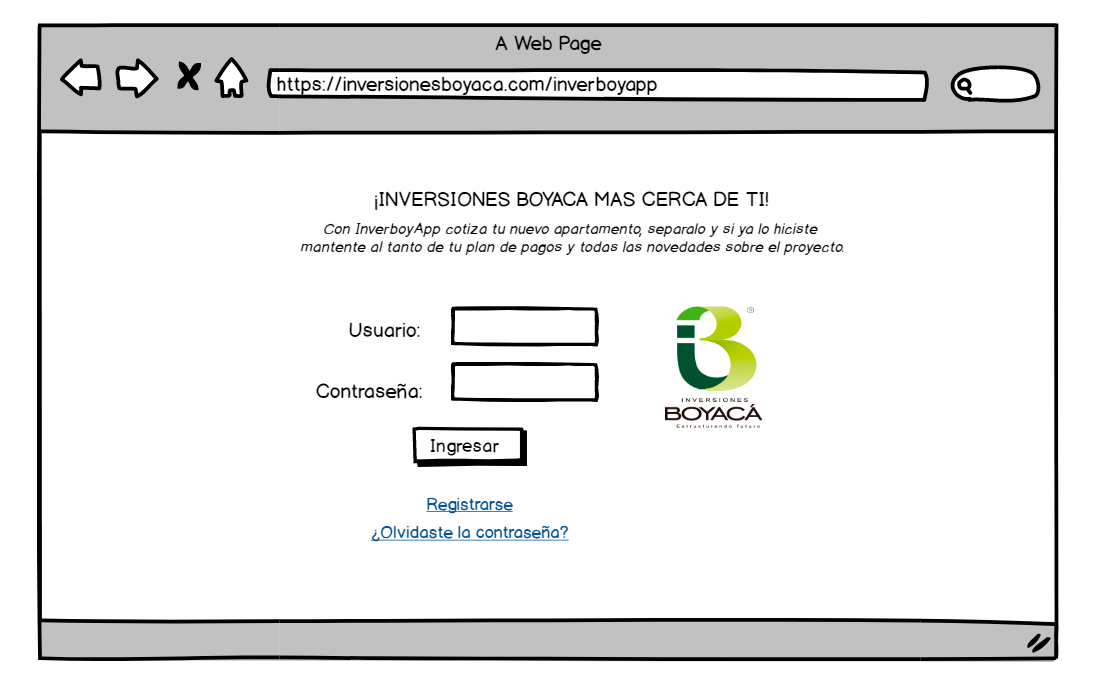 A Web Page
https://inversionesboyaca.com/inverboyapp
¡INVERSIONES BOYACA MAS CERCA DE TI!
Con InverboyApp cotiza tu nuevo apartamento, separalo y si ya lo hiciste
mantente al tanto de tu plan de pagos y todas las novedades sobre el proyecto.
Usuario:
®
Contraseña:
INVERSIONES
BOYACÁ
Estructurando futuro
Ingresar
Registrarse
¿Olvidaste la contraseña?